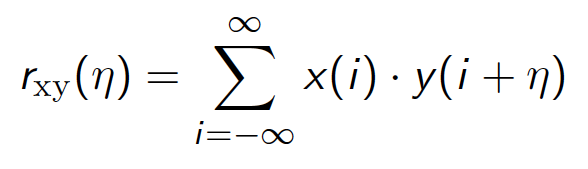 r_xy(η) = ∑_{i=−∞}^{∞} x(i) · y(i + η)